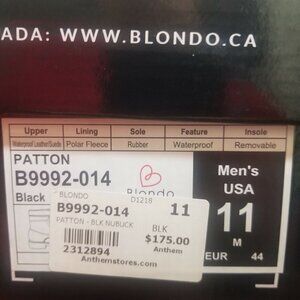 ADA: WWW.BLONDO.CA
Upper Lining Sole Feature Insole
Waterproof Leather/Suede Polar Fleece Rubber Waterproof Removable
PATTON
B9992-014
Black
Blondo
Men's
USA
11
M
EUR 44
BLONDO D1218
B9992-014 11
PATTON - BLK NUBUCK BLK
$175.00
2312894 Anthem
Anthemstores.com